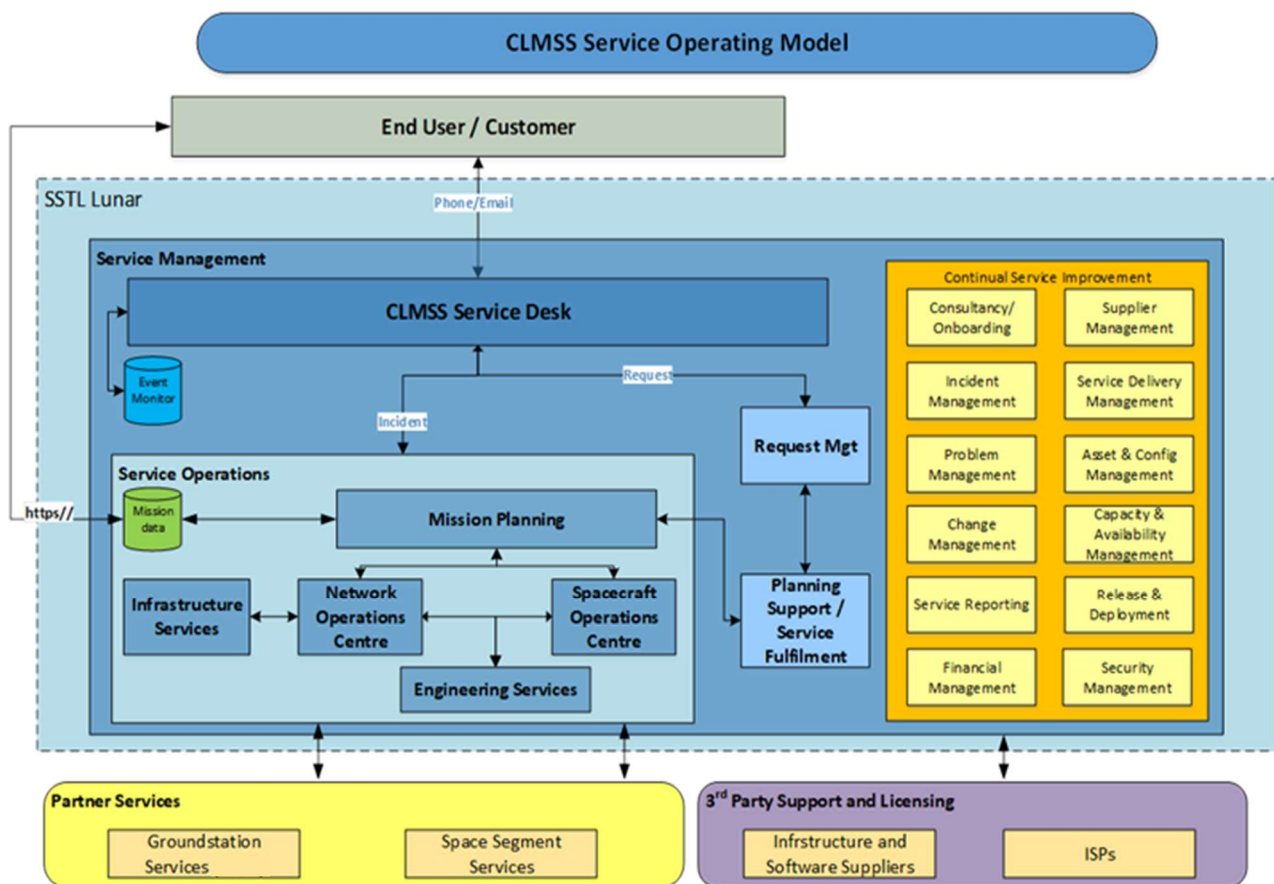 CLMSS Service Operating Model
End User / Customer
SSTL Lunar
Phone/Email
Service Management
CLMSS Service Desk
Event
Monitor
Request
Incident
Request Mgt
Service Operations
https//
Mission
data
Mission Planning
Infrastructure
Services
Network
Operations
Centre
Spacecraft
Operations
Centre
Engineering Services
Planning
Support /
Service
Fulfilment
Continual Service Improvement
Consultancy/
Onboarding
Supplier
Management
Incident
Management
Service Delivery
Management
Problem
Management
Asset & Config
Management
Change
Management
Capacity &
Availability
Management
Service Reporting
Release &
Deployment
Financial
Management
Security
Management
Partner Services
Groundstation
Services
Space Segment
Services
3rd Party Support and Licensing
Infrstructure and
Software Suppliers
ISPs